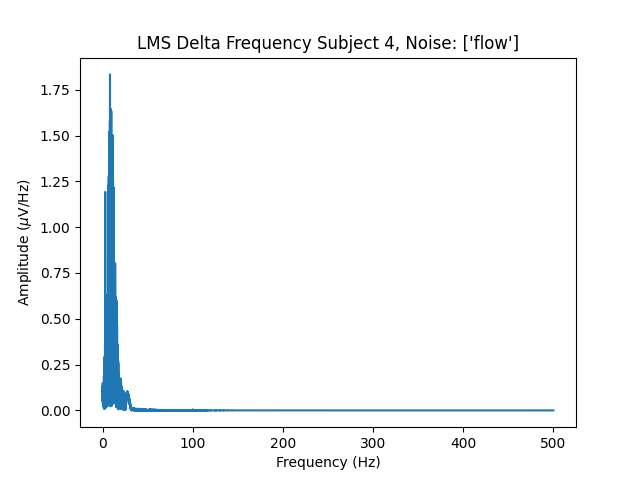 LMS Delta Frequency Subject 4, Noise: ['flow']
1.75
1.50
1.25
1.00
0.75
0.50
0.25
0.00
Amplitude (μV/Hz)
0 100 200 300 400 500
Frequency (Hz)